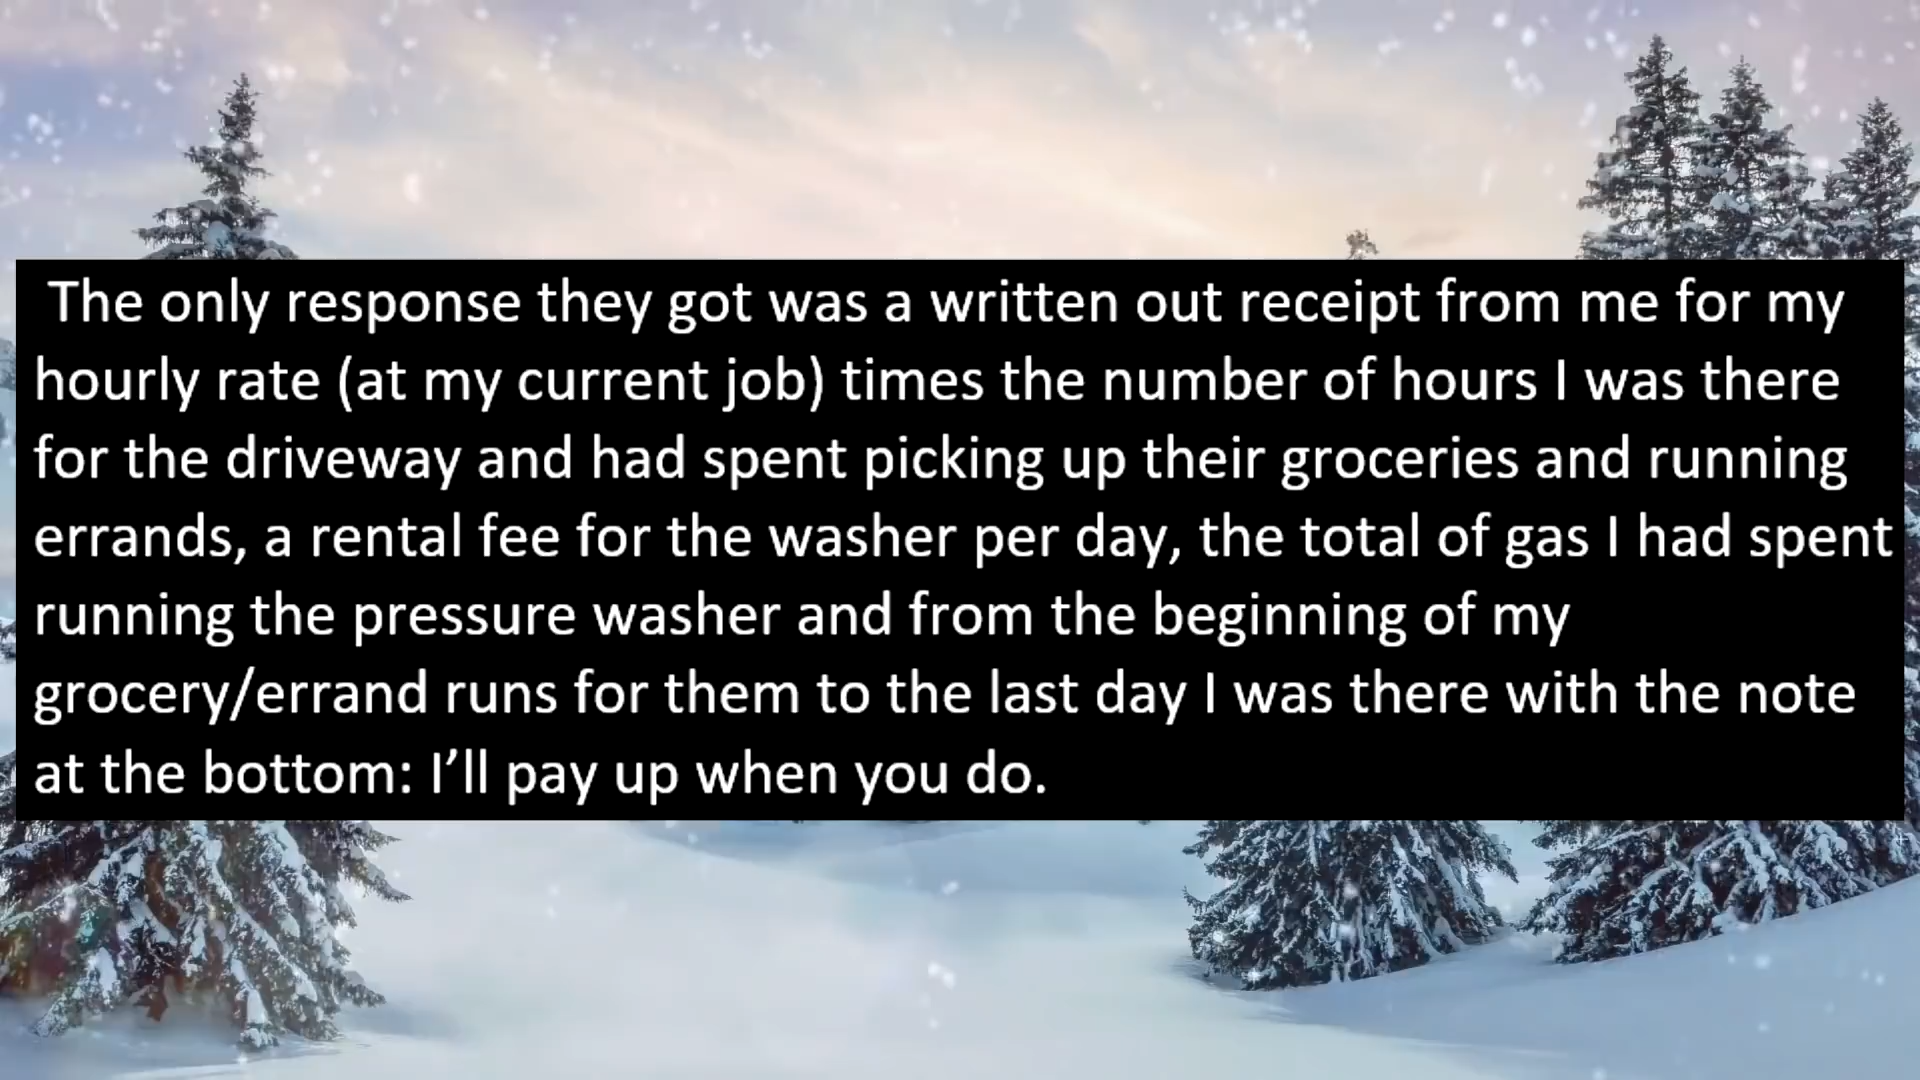 The only response they got was a written out receipt from me for my
hourly rate (at my current job) times the number of hours I was there
for the driveway and had spent picking up their groceries and running
errands, a rental fee for the washer per day, the total of gas I had spent
running the pressure washer and from the beginning of my
grocery/errand runs for them to the last day I was there with the note
at the bottom: I’ll pay up when you do.